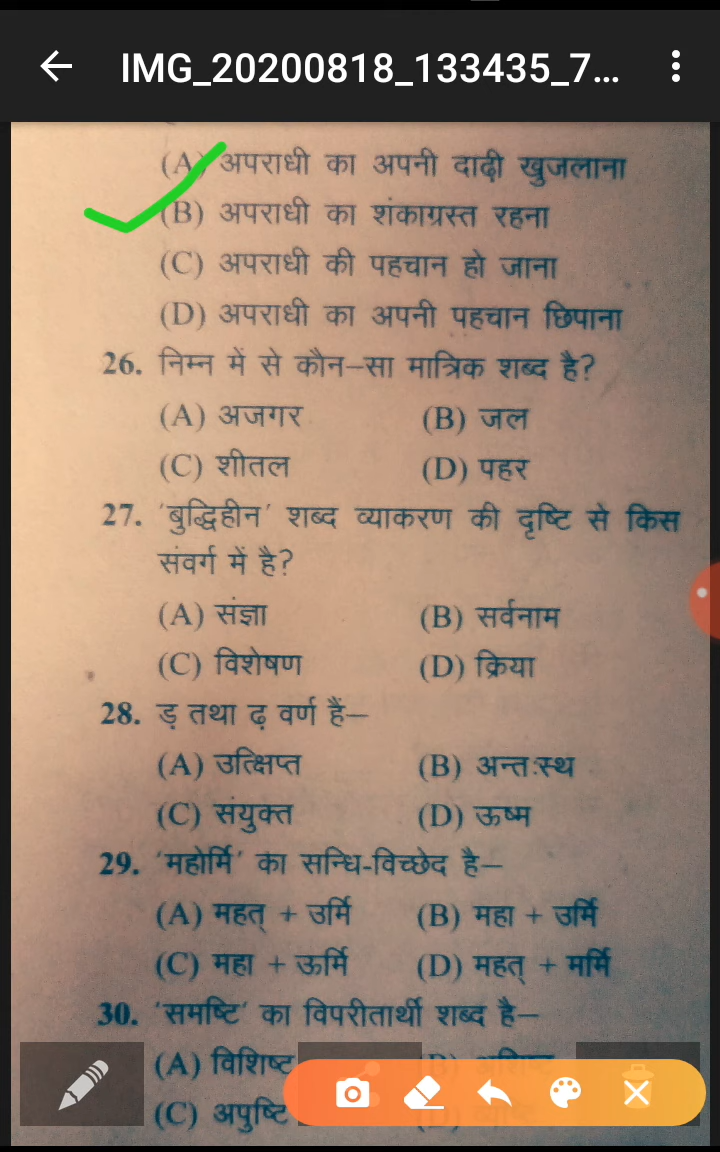 IMG_20200818_133435_7...
(A) अपराधी का अपनी दाढ़ी खुजलाना
(B) अपराधी का शंकाग्रस्त रहना
(C) अपराधी की पहचान हो जाना
(D) अपराधी का अपनी पहचान छिपाना
26. निम्न में से कौन-सा मात्रिक शब्द है?
(A) अजगर (B) जल
(C) शीतल (D) पहर
27. 'बुद्धिहीन' शब्द व्याकरण की दृष्टि से किस
संवर्ग में है?
(A) संज्ञा (B) सर्वनाम
(C) विशेषण (D) क्रिया
28. ड़ तथा ढ़ वर्ण हैं—
(A) उत्क्षिप्त (B) अन्तःस्थ
(C) संयुक्त (D) ऊष्म
29. 'महोर्मि' का सन्धि-विच्छेद है—
(A) महत् + उर्मि (B) महा + उर्मि
(C) महा + ऊर्मि (D) महत् + मर्मि
30. 'समष्टि' का विपरीतार्थी शब्द है—
(A) विशिष्ट (B) अशिष्ट
(C) अपुष्टि (D)